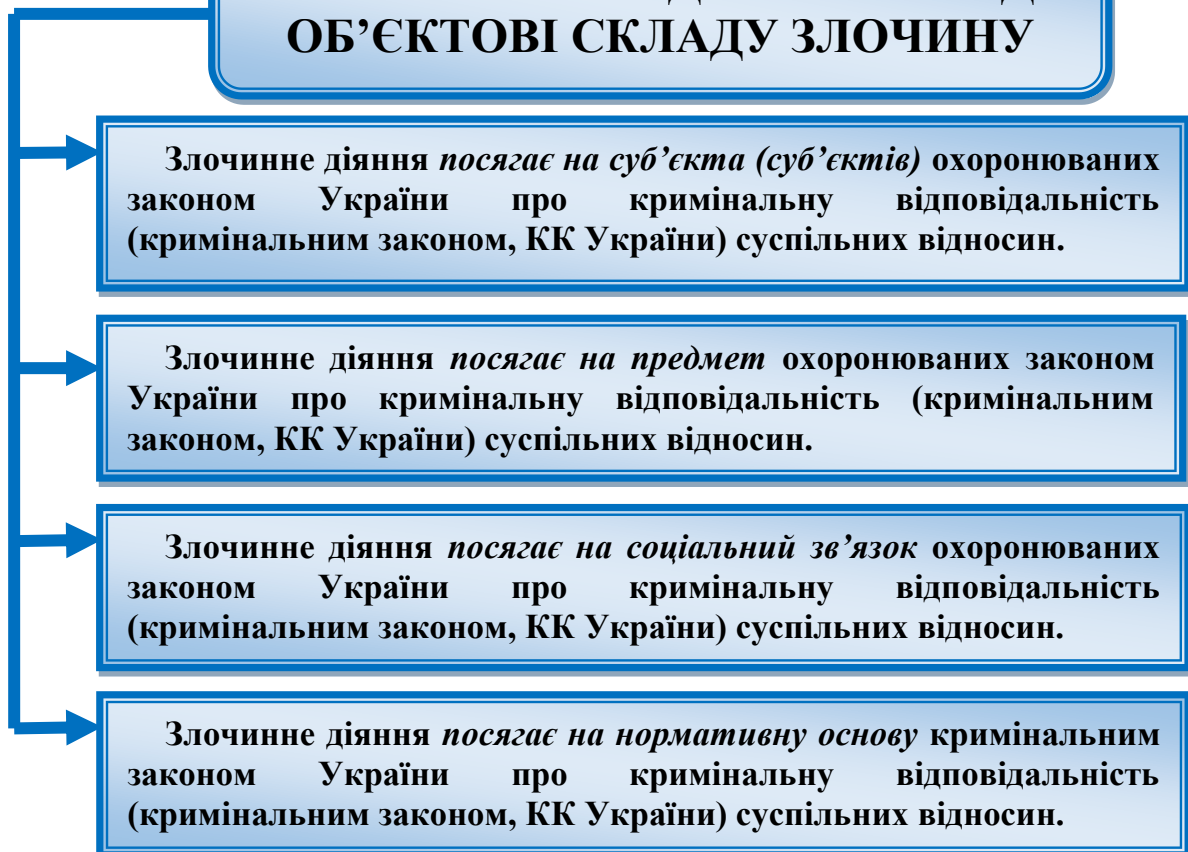 ОБ’ЄКТОВІ СКЛАДУ ЗЛОЧИНУ
Злочинне діяння посягає на суб’єкта (суб’єктів) охоронюваних
законом України про кримінальну відповідальність
(кримінальним законом, КК України) суспільних відносин.
Злочинне діяння посягає на предмет охоронюваних законом
України про кримінальну відповідальність (кримінальним
законом, КК України) суспільних відносин.
Злочинне діяння посягає на соціальний зв’язок охоронюваних
законом України про кримінальну відповідальність
(кримінальним законом, КК України) суспільних відносин.
Злочинне діяння посягає на нормативну основу кримінальним
законом України про кримінальну відповідальність
(кримінальним законом, КК України) суспільних відносин.